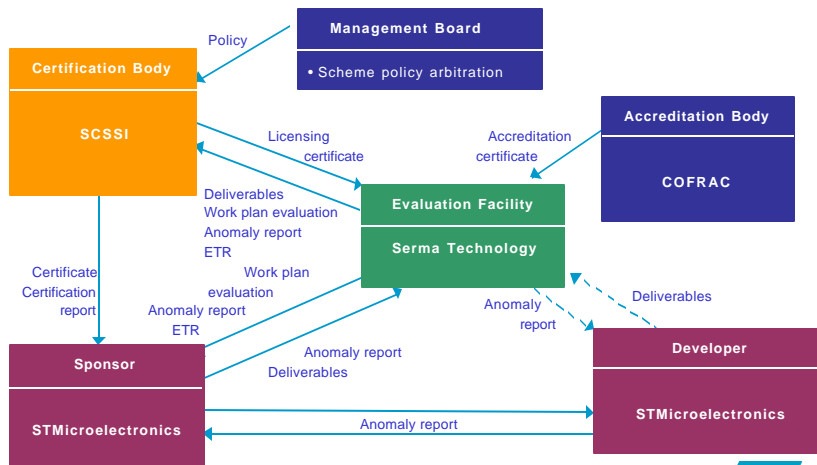 Management Board
• Scheme policy arbitration
Policy
Certification Body
SCSSI
Accreditation Body
COFRAC
Licensing
certificate
Accreditation
certificate
Deliverables
Work plan evaluation
Anomaly report
ETR
Evaluation Facility
Serma Technology
Certificate
Certification
report
Work plan
evaluation
Anomaly report
ETR
Anomaly report
Deliverables
Anomaly
report
Deliverables
Sponsor
STMicroelectronics
Developer
STMicroelectronics
Anomaly report